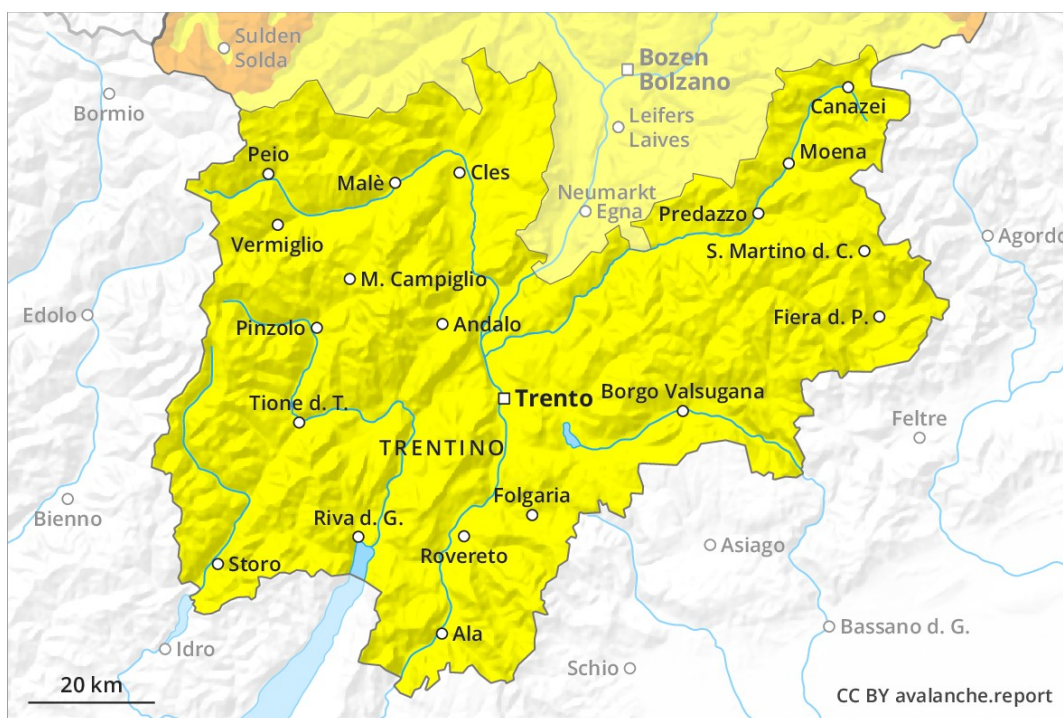 Sulden
Solda
Bozen
Bolzano
Bormio
Canazei
Leifers
Laives
Peio
Malè
Cles
Moena
Neumarkt
Egna
Predazzo
Vermiglio
S. Martino d. C.
Agordo
M. Campiglio
Edolo
Pinzolo
Andalo
Fiera d. P.
Trento
Borgo Valsugana
Tione d. T.
Feltre
TRENTINO
Folgaria
Bienno
Riva d. G.
Rovereto
Asiago
Storo
Bassano d. G.
Ala
Idro
Schio
20 km
CC BY avalanche.report